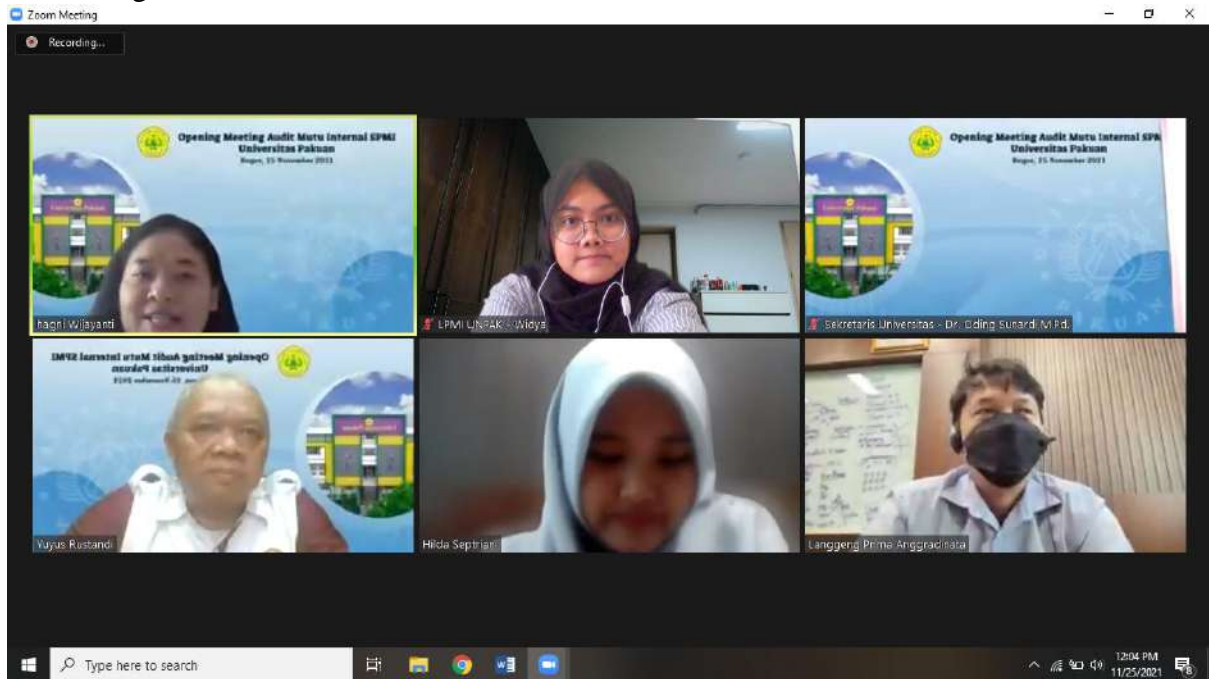 Zoom Meeting
Recording...
Opening Meeting Audit Mutu Internal SPMI
Universitas Pakuan
Bogor, 25 November 2021
hagni Wijayanti
LPMI UNPAK - Widya
Opening Meeting Audit Mutu Internal SPM
Universitas Pakuan
Bogor, 25 November 2021
Sekretaris Universitas - Dr. Oding Sunardi M.Pd.
Opening Meeting Audit Mutu Internal SPMI
Universitas Pakuan
Yuyus Rustandi
Hilda Septriani
Langgeng Prima Anggradinata
Type here to search
12:04 PM
11/25/2021